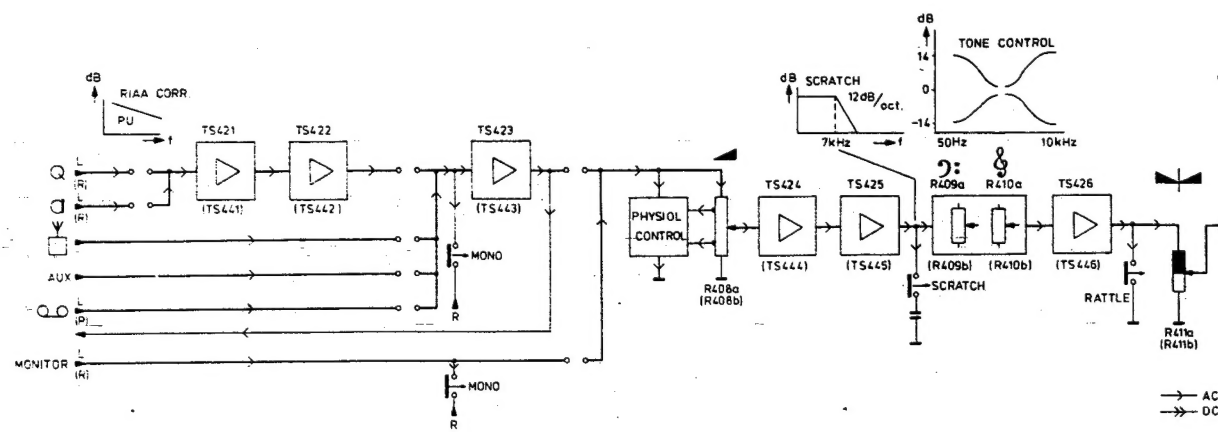 dB
RIAA CORR.
PU
f
TS421
TS422
TS423
L
(R)
L
(R)
(TS441)
(TS442)
(TS443)
AUX
MONO
R
L
(P)
MONITOR
L
(R)
MONO
R
PHYSIOL
CONTROL
R408a
(R408b)
TS424
TS425
(TS444)
(TS445)
dB
SCRATCH
12dB/oct.
7kHz
f
dB
TONE CONTROL
14
0
-14
50Hz
10kHz
R409a
R410a
(R409b)
(R410b)
TS426
(TS446)
SCRATCH
RATTLE
R411a
(R411b)
AC
DC